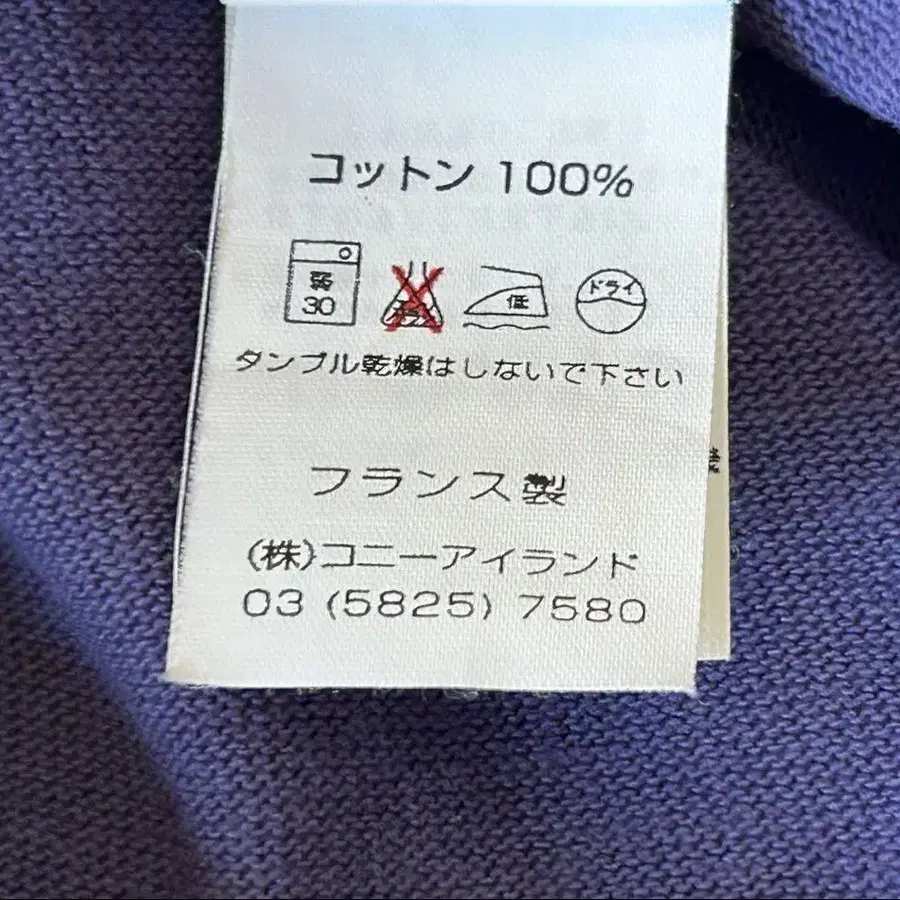 コットン 100%
弱
30
低
ドライ
タンブル乾燥はしないで下さい
フランス製
(株)コニーアイランド
03 (5825) 7580